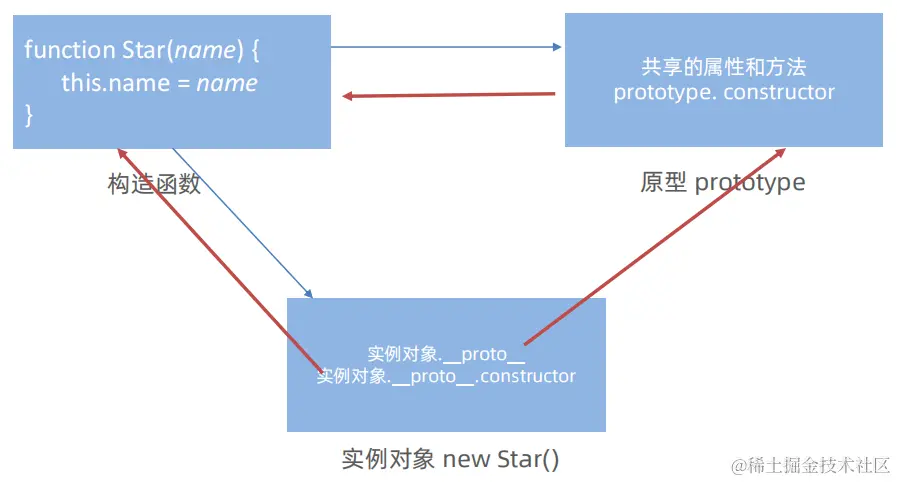 function Star(name) {
this.name = name
}
共享的属性和方法
prototype. constructor
构造函数
原型 prototype
实例对象.__proto__
实例对象.__proto__.constructor
实例对象 new Star()
@稀土掘金技术社区